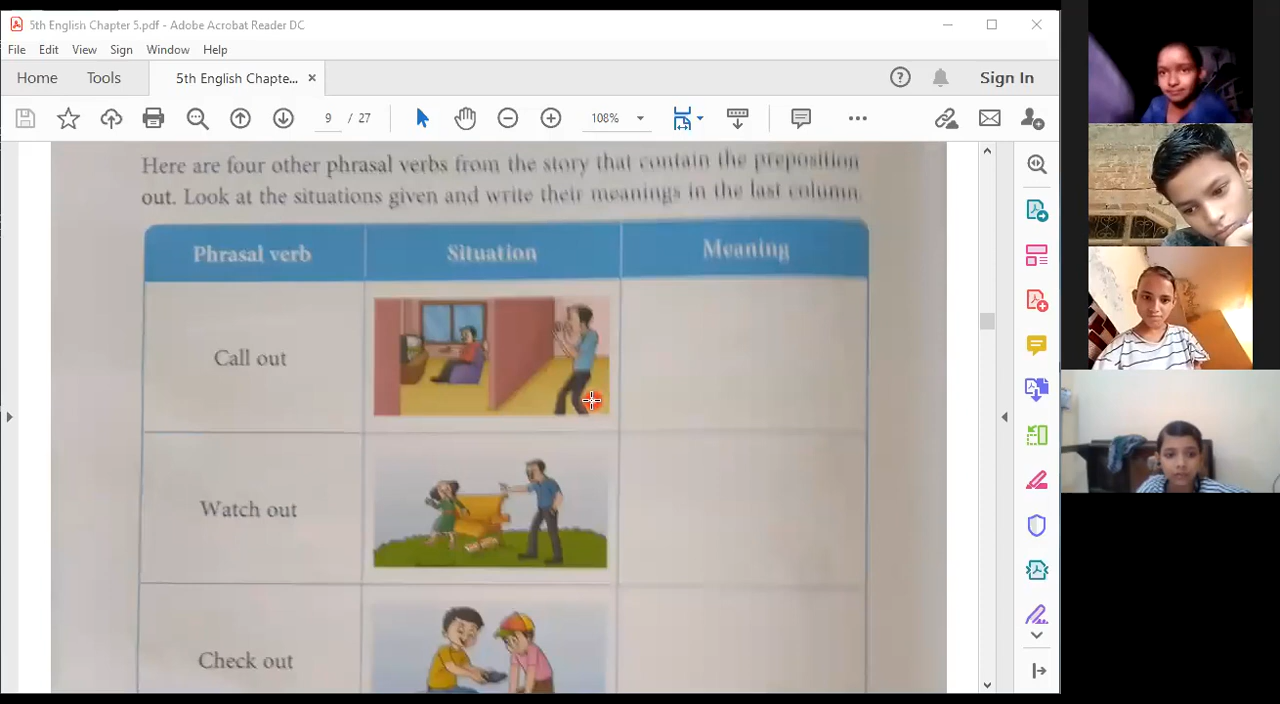 5th English Chapter 5.pdf - Adobe Acrobat Reader DC
File Edit View Sign Window Help
Home Tools 5th English Chapte... ×
Sign In
9 / 27 108%
Here are four other phrasal verbs from the story that contain the preposition
out. Look at the situations given and write their meanings in the last column.
Phrasal verb Situation Meaning
Call out
Watch out
Check out